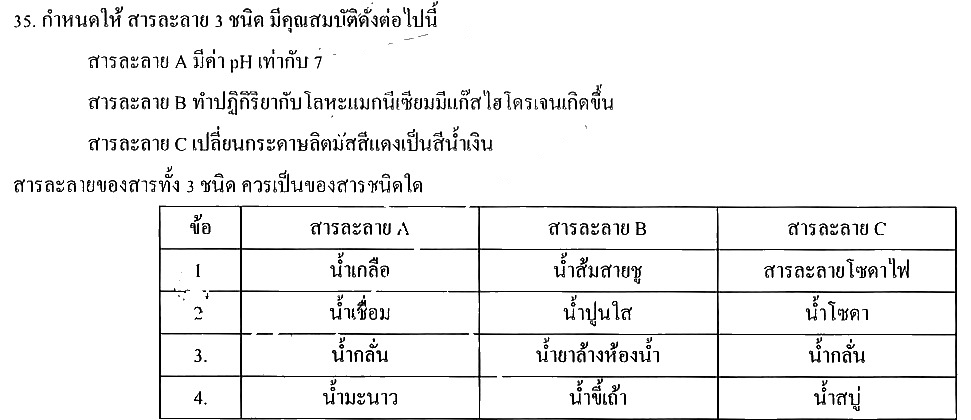 35. กำหนดให้ สารละลาย 3 ชนิด มีคุณสมบัติดังต่อไปนี้
สารละลาย A มีค่า pH เท่ากับ 7
สารละลาย B ทำปฏิกิริยากับโลหะแมกนีเซียมมีแก๊สไฮโดรเจนเกิดขึ้น
สารละลาย C เปลี่ยนกระดาษลิตมัสสีแดงเป็นสีน้ำเงิน
สารละลายของสารทั้ง 3 ชนิด ควรเป็นของสารชนิดใด
ข้อ สารละลาย A สารละลาย B สารละลาย C
1 น้ำเกลือ น้ำส้มสายชู สารละลายโซดาไฟ
2 น้ำเชื่อม น้ำปูนใส น้ำโซดา
3. น้ำกลั่น น้ำยาล้างห้องน้ำ น้ำกลั่น
4. น้ำมะนาว น้ำขี้เถ้า น้ำสบู่